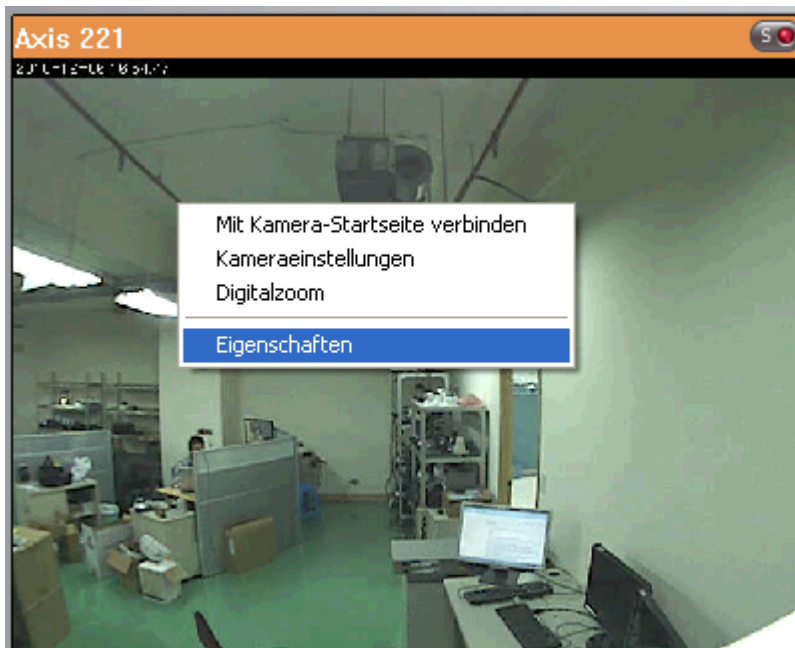 Axis 221
S
Mit Kamera-Startseite verbinden
Kameraeinstellungen
Digitalzoom
Eigenschaften